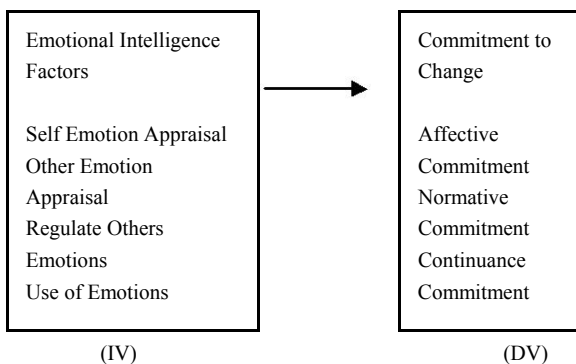 Emotional Intelligence
Factors
Self Emotion Appraisal
Other Emotion
Appraisal
Regulate Others
Emotions
Use of Emotions
(IV)
Commitment to
Change
Affective
Commitment
Normative
Commitment
Continuance
Commitment
(DV)